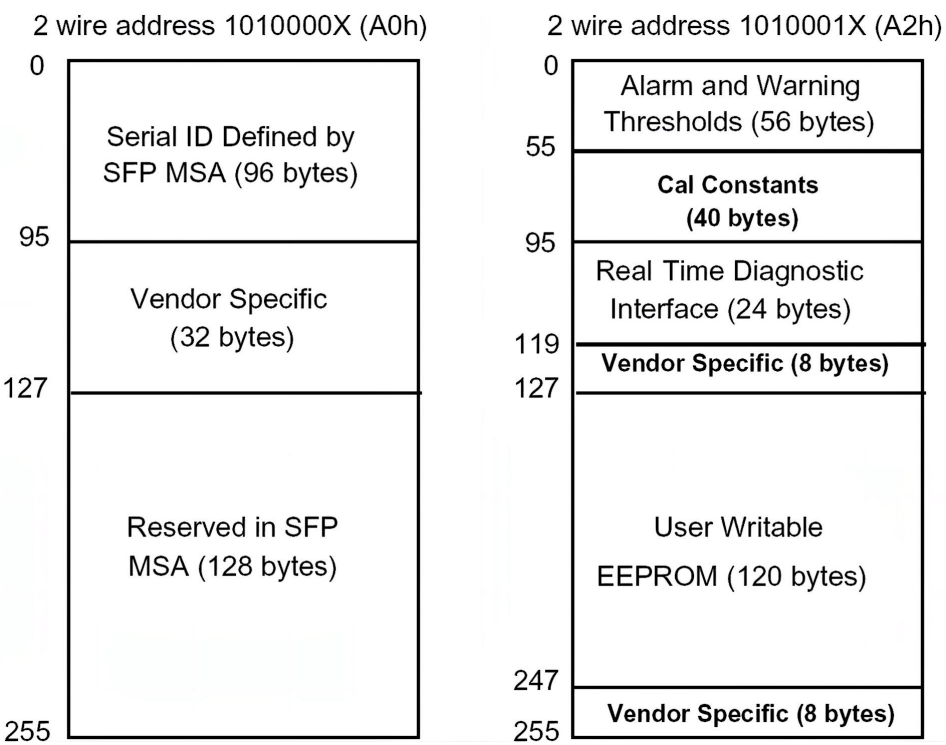 2 wire address 1010000X (A0h)
0
Serial ID Defined by
SFP MSA (96 bytes)
95
Vendor Specific
(32 bytes)
127
Reserved in SFP
MSA (128 bytes)
255
2 wire address 1010001X (A2h)
0
Alarm and Warning
Thresholds (56 bytes)
55
Cal Constants
(40 bytes)
95
Real Time Diagnostic
Interface (24 bytes)
119
Vendor Specific (8 bytes)
127
User Writable
EEPROM (120 bytes)
247
Vendor Specific (8 bytes)
255